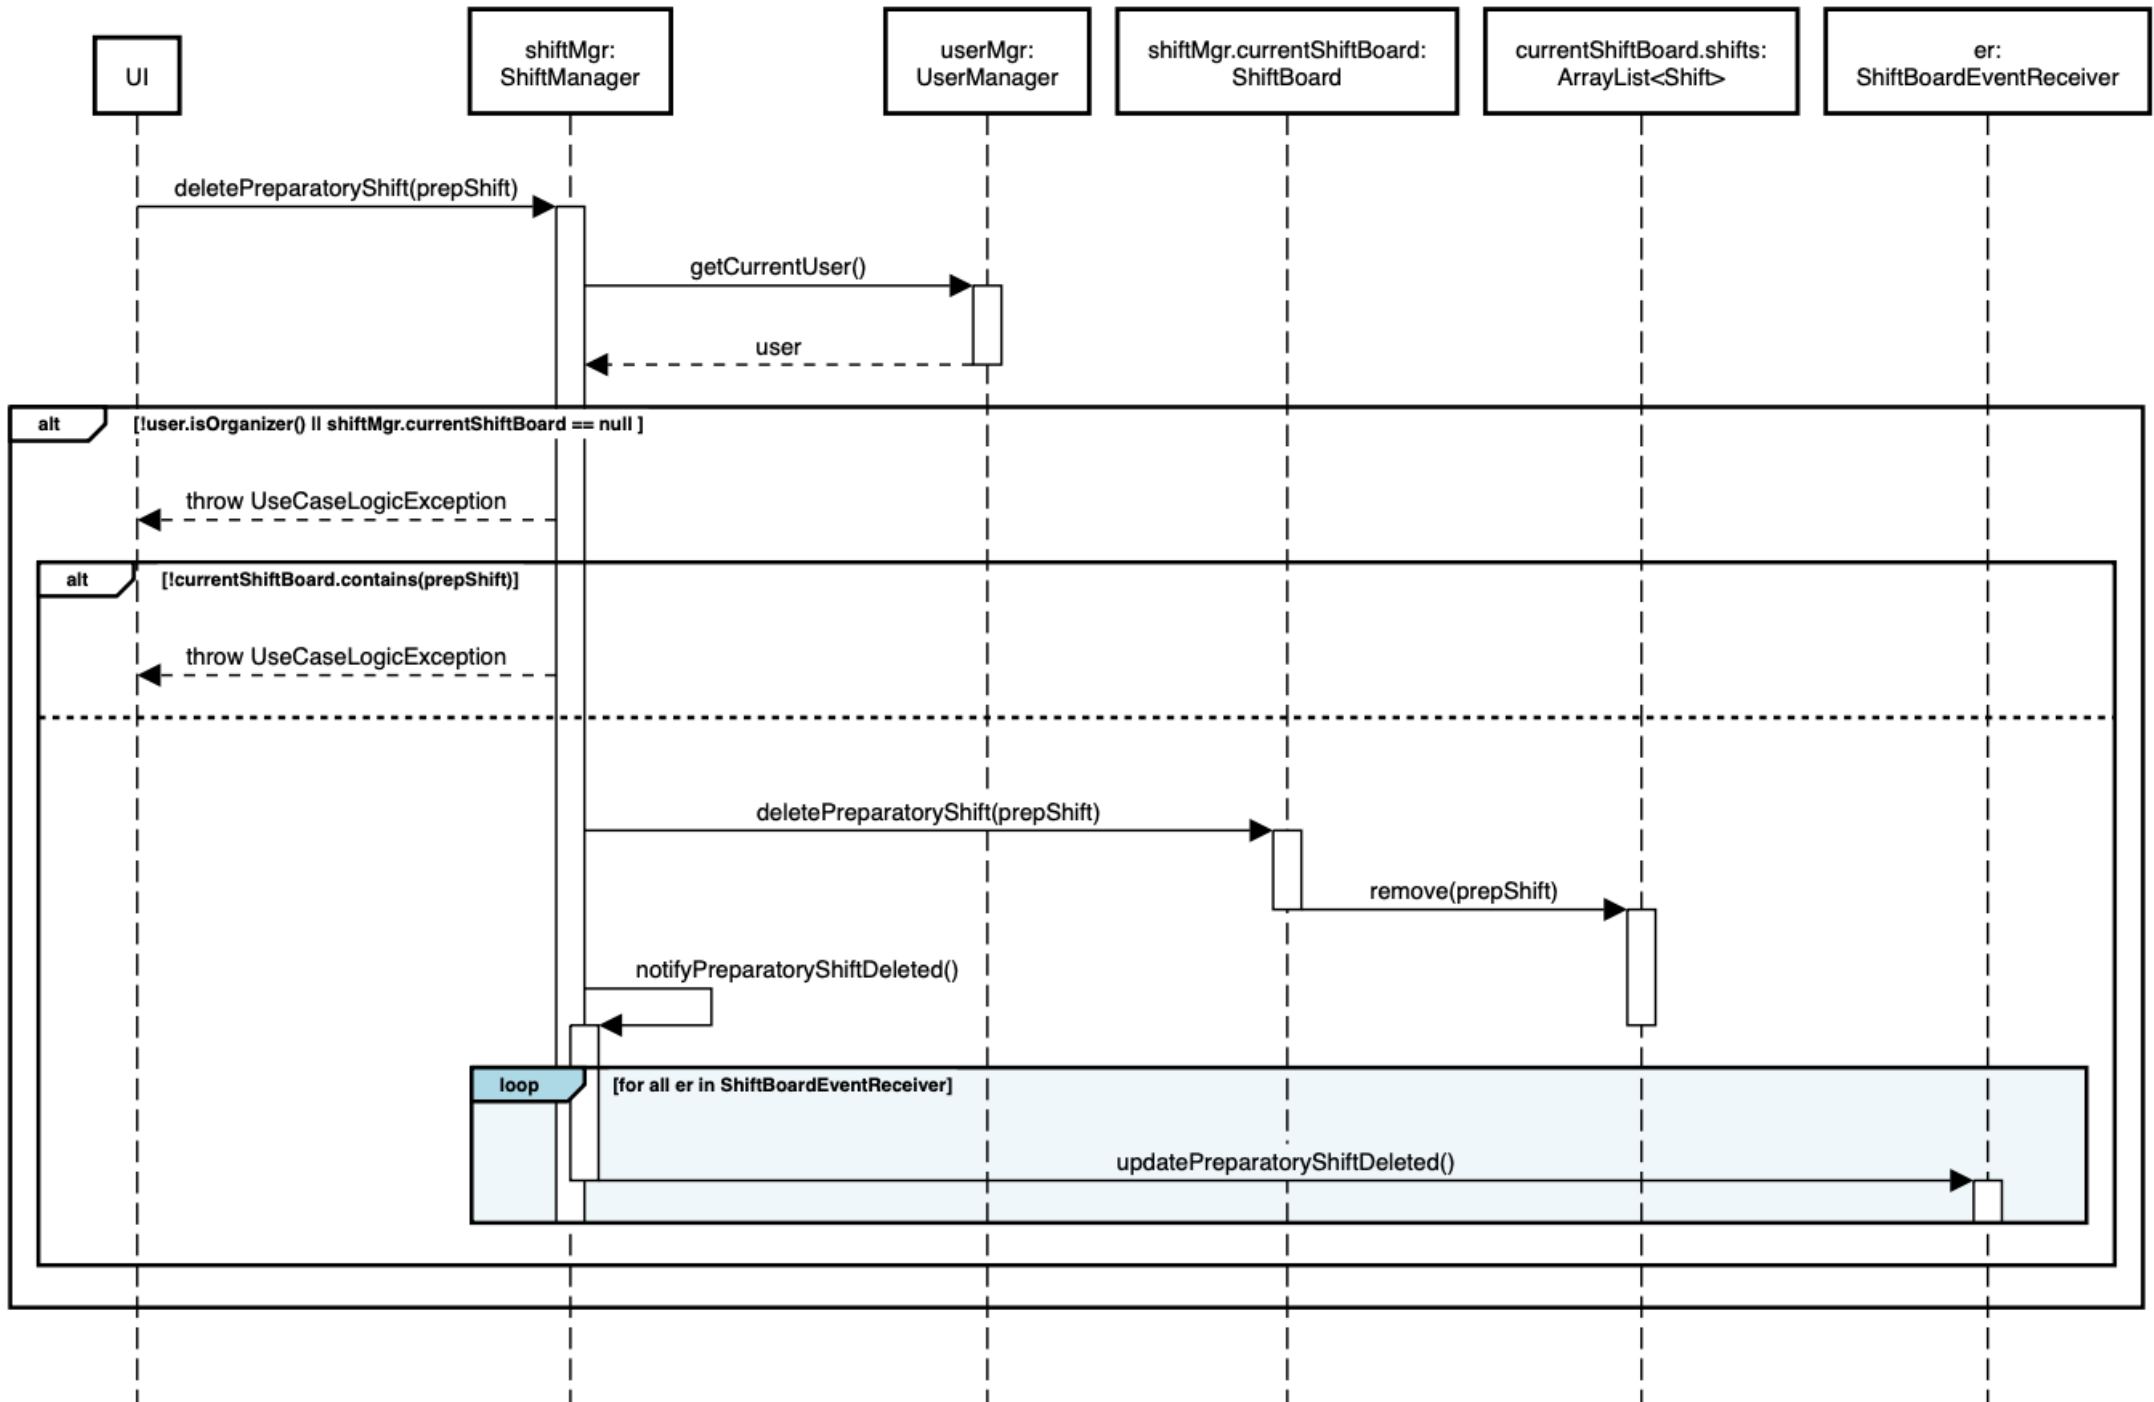 UI
shiftMgr:
ShiftManager
userMgr:
UserManager
shiftMgr.currentShiftBoard:
ShiftBoard
currentShiftBoard.shifts:
ArrayList<Shift>
er:
ShiftBoardEventReceiver
deletePreparatoryShift(prepShift)
getCurrentUser()
user
alt
[!user.isOrganizer() || shiftMgr.currentShiftBoard == null ]
throw UseCaseLogicException
alt
[!currentShiftBoard.contains(prepShift)]
throw UseCaseLogicException
deletePreparatoryShift(prepShift)
remove(prepShift)
notifyPreparatoryShiftDeleted()
loop
[for all er in ShiftBoardEventReceiver]
updatePreparatoryShiftDeleted()